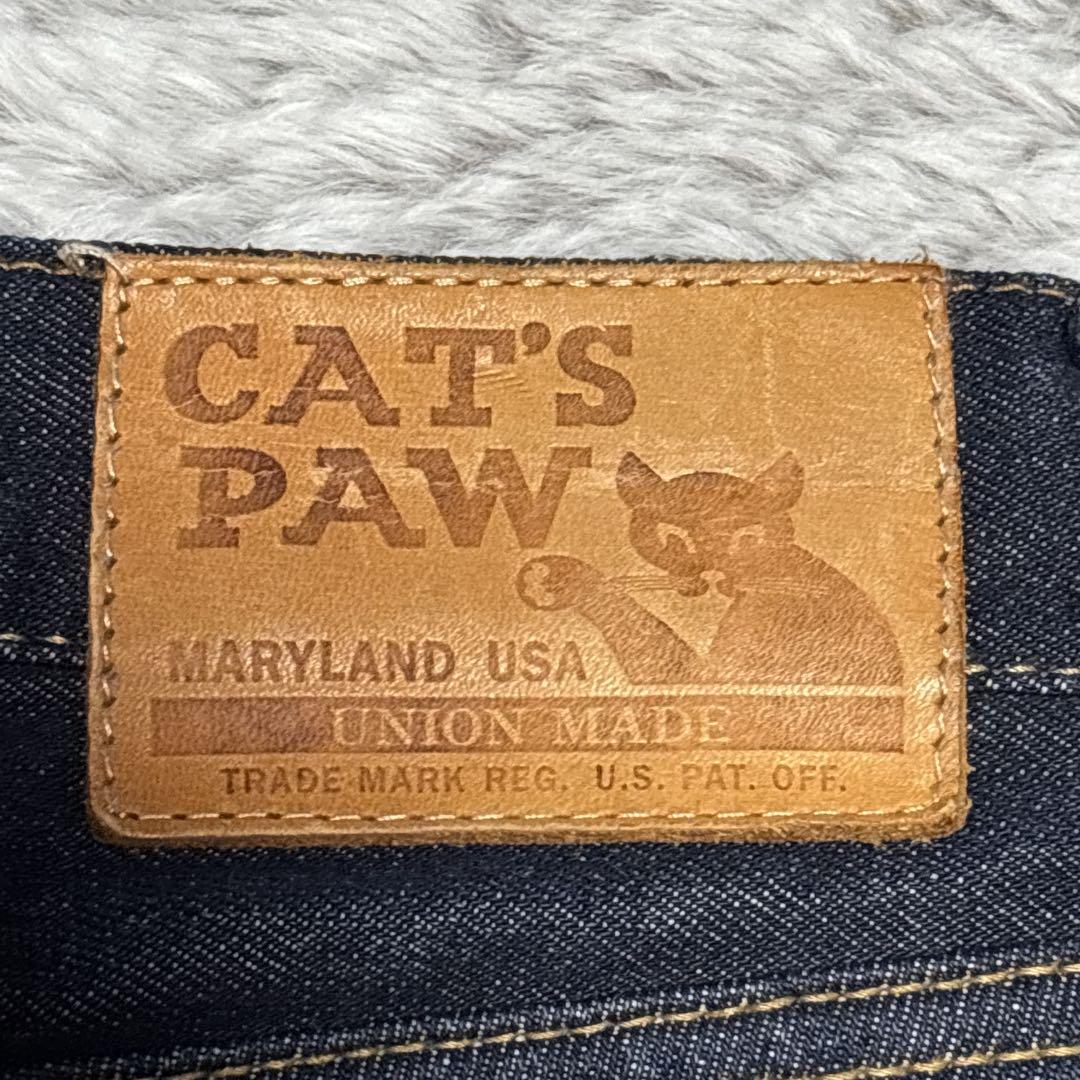 CAT'S
PAW
MARYLAND USA
UNION MADE
TRADE MARK REG. U.S. PAT. OFF.